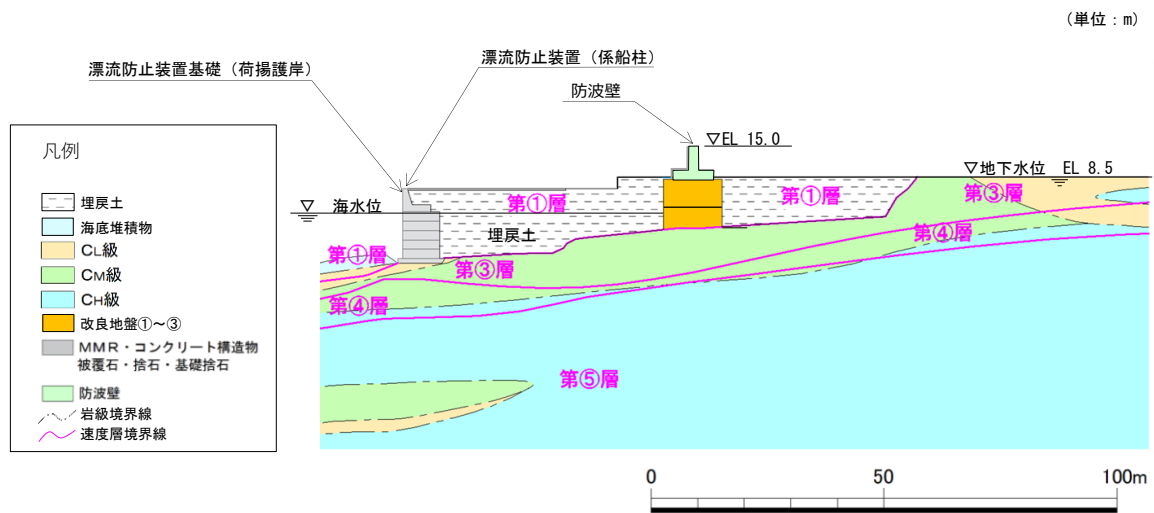 （単位：m）
漂流防止装置（係船柱）
漂流防止装置基礎（荷揚護岸）
防波壁
▽EL 15.0
凡例
埋戻土
海底堆積物
CL級
CM級
CH級
改良地盤①～③
MMR・コンクリート構造物
被覆石・捨石・基礎捨石
防波壁
岩級境界線
速度層境界線
▽地下水位 EL 8.5
第①層
第①層
第③層
▽ 海水位
埋戻土
第④層
第①層
第③層
第④層
第⑤層
0 50 100m